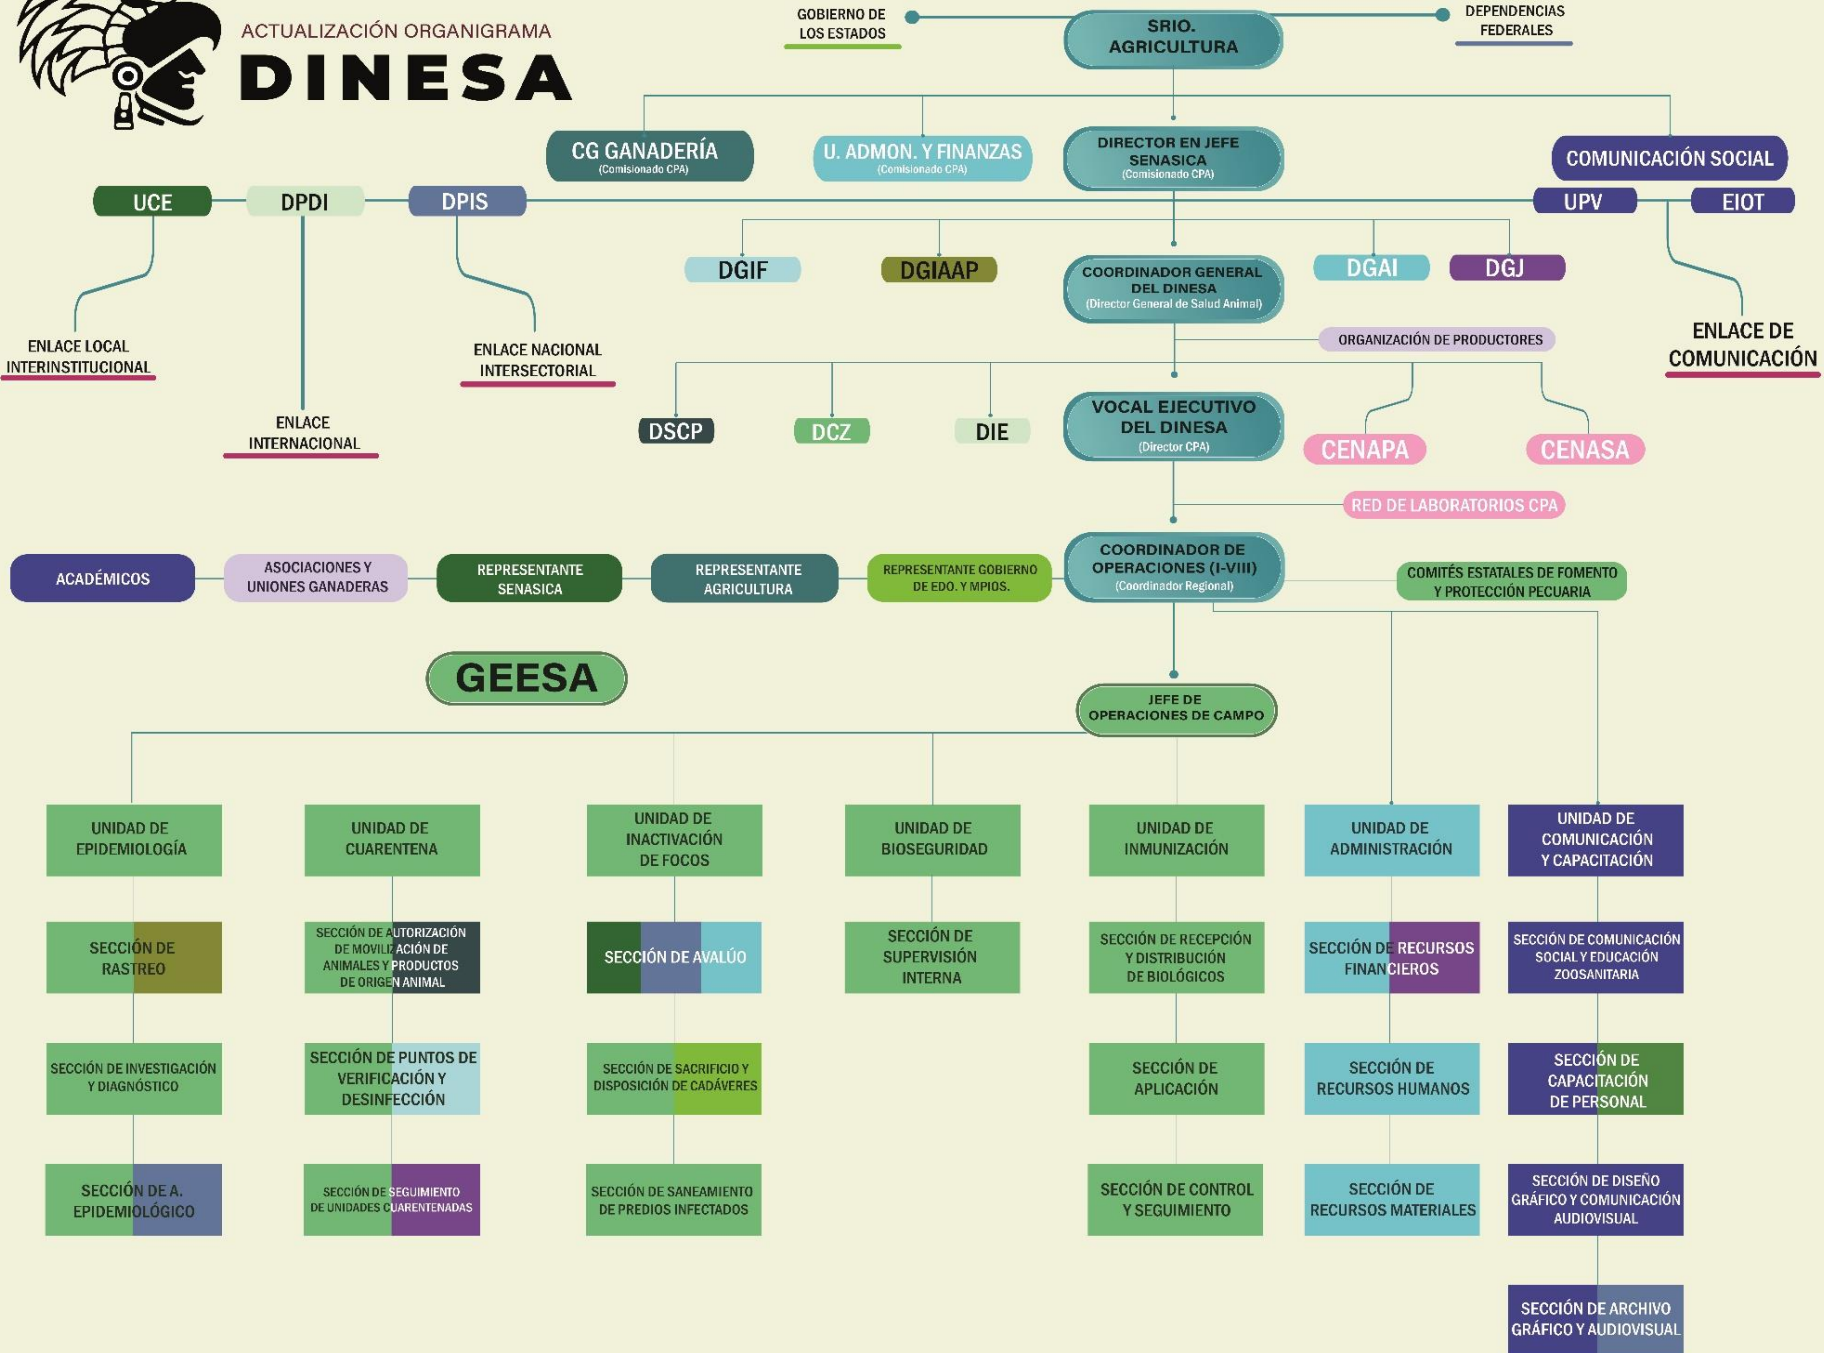 ACTUALIZACIÓN ORGANIGRAMA
DINESA
GOBIERNO DE
LOS ESTADOS
SRIO.
AGRICULTURA
DEPENDENCIAS
FEDERALES
CG GANADERÍA
(Comisionado CPA)
U. ADMON. Y FINANZAS
(Comisionado CPA)
DIRECTOR EN JEFE
SENASICA
(Comisionado CPA)
COMUNICACIÓN SOCIAL
UCE
DPDI
DPIS
UPV
EIOT
DGIF
DGIAAP
COORDINADOR GENERAL
DEL DINESA
(Director General de Salud Animal)
DGAI
DGJ
ENLACE LOCAL
INTERINSTITUCIONAL
ENLACE
INTERNACIONAL
ENLACE NACIONAL
INTERSECTORIAL
ORGANIZACIÓN DE PRODUCTORES
ENLACE DE
COMUNICACIÓN
DSCP
DCZ
DIE
VOCAL EJECUTIVO
DEL DINESA
(Director CPA)
CENAPA
CENASA
RED DE LABORATORIOS CPA
ACADÉMICOS
ASOCIACIONES Y
UNIONES GANADERAS
REPRESENTANTE
SENASICA
REPRESENTANTE
AGRICULTURA
REPRESENTANTE GOBIERNO
DE EDO. Y MPIOS.
COORDINADOR DE
OPERACIONES (I-VIII)
(Coordinador Regional)
COMITÉS ESTATALES DE FOMENTO
Y PROTECCIÓN PECUARIA
GEESA
JEFE DE
OPERACIONES DE CAMPO
UNIDAD DE
EPIDEMIOLOGÍA
UNIDAD DE
CUARENTENA
UNIDAD DE
INACTIVACIÓN
DE FOCOS
UNIDAD DE
BIOSEGURIDAD
UNIDAD DE
INMUNIZACIÓN
UNIDAD DE
ADMINISTRACIÓN
UNIDAD DE
COMUNICACIÓN
Y CAPACITACIÓN
SECCIÓN DE
RASTREO
SECCIÓN DE AUTORIZACIÓN
DE MOVILIZACIÓN DE
ANIMALES Y PRODUCTOS
DE ORIGEN ANIMAL
SECCIÓN DE AVALÚO
SECCIÓN DE
SUPERVISIÓN
INTERNA
SECCIÓN DE RECEPCIÓN
Y DISTRIBUCIÓN
DE BIOLÓGICOS
SECCIÓN DE RECURSOS
FINANCIEROS
SECCIÓN DE COMUNICACIÓN
SOCIAL Y EDUCACIÓN
ZOOSANITARIA
SECCIÓN DE INVESTIGACIÓN
Y DIAGNÓSTICO
SECCIÓN DE PUNTOS DE
VERIFICACIÓN Y
DESINFECCIÓN
SECCIÓN DE SACRIFICIO Y
DISPOSICIÓN DE CADÁVERES
SECCIÓN DE
APLICACIÓN
SECCIÓN DE
RECURSOS HUMANOS
SECCIÓN DE
CAPACITACIÓN
DE PERSONAL
SECCIÓN DE A.
EPIDEMIOLÓGICO
SECCIÓN DE SEGUIMIENTO
DE UNIDADES CUARENTENADAS
SECCIÓN DE SANEAMIENTO
DE PREDIOS INFECTADOS
SECCIÓN DE CONTROL
Y SEGUIMIENTO
SECCIÓN DE
RECURSOS MATERIALES
SECCIÓN DE DISEÑO
GRÁFICO Y COMUNICACIÓN
AUDIOVISUAL
SECCIÓN DE ARCHIVO
GRÁFICO Y AUDIOVISUAL